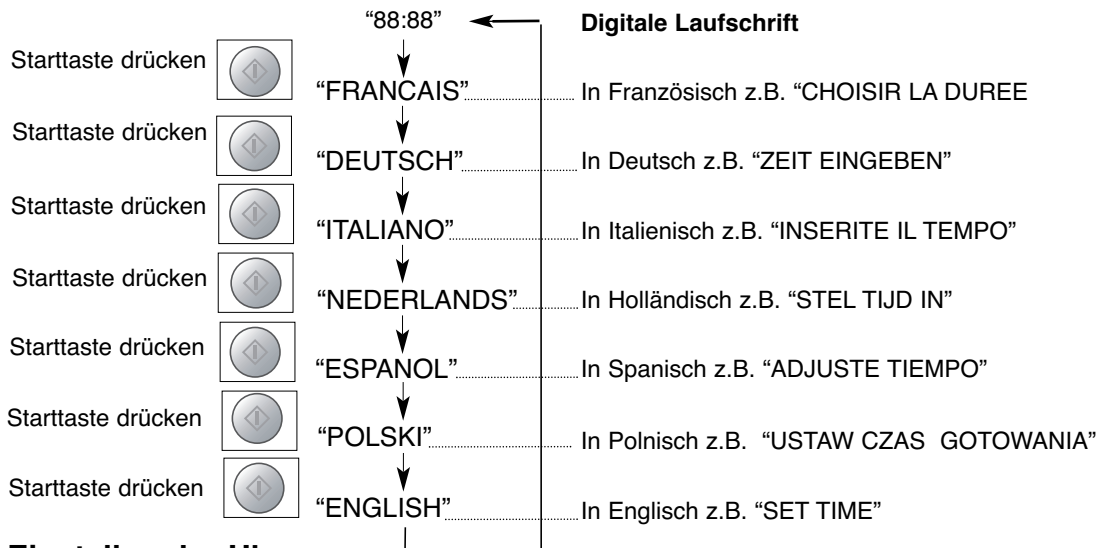 “88:88” Digitale Laufschrift
Starttaste drücken “FRANCAIS” In Französisch z.B. “CHOISIR LA DUREE
Starttaste drücken “DEUTSCH” In Deutsch z.B. “ZEIT EINGEBEN”
Starttaste drücken “ITALIANO” In Italienisch z.B. “INSERITE IL TEMPO”
Starttaste drücken “NEDERLANDS” In Holländisch z.B. “STEL TIJD IN”
Starttaste drücken “ESPANOL” In Spanisch z.B. “ADJUSTE TIEMPO”
Starttaste drücken “POLSKI” In Polnisch z.B. “USTAW CZAS GOTOWANIA”
Starttaste drücken “ENGLISH” In Englisch z.B. “SET TIME”